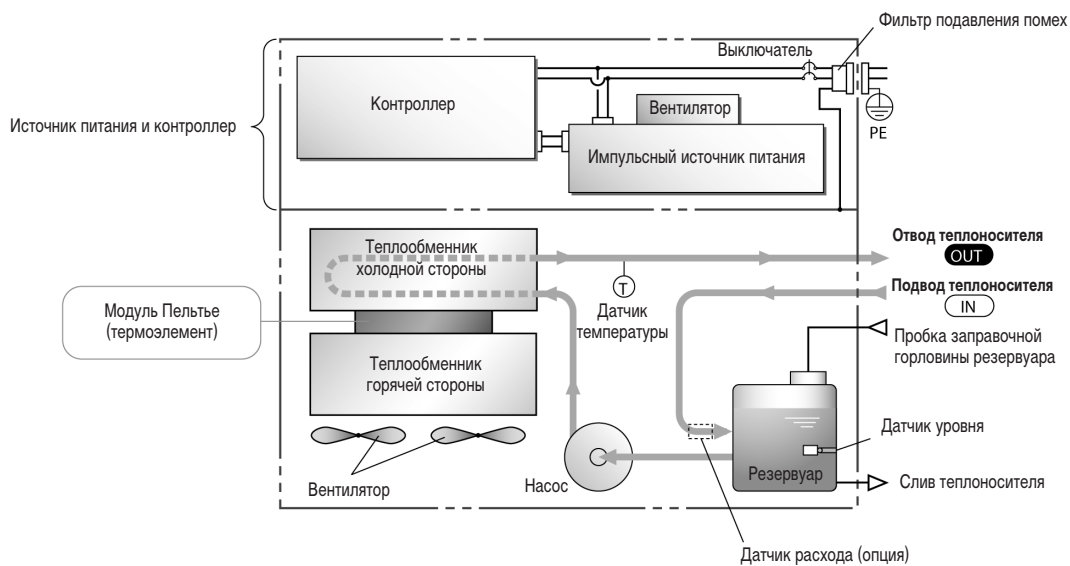 Фильтр подавления помех
Выключатель
Контроллер
Вентилятор
Источник питания и контроллер
Импульсный источник питания
PE
Теплообменник
холодной стороны
Отвод теплоносителя
OUT
T
Подвод теплоносителя
IN
Датчик
температуры
Модуль Пельтье
(термоэлемент)
Пробка заправочной
горловины резервуара
Теплообменник
горячей стороны
Датчик уровня
Резервуар
Слив теплоносителя
Вентилятор
Насос
Датчик расхода (опция)